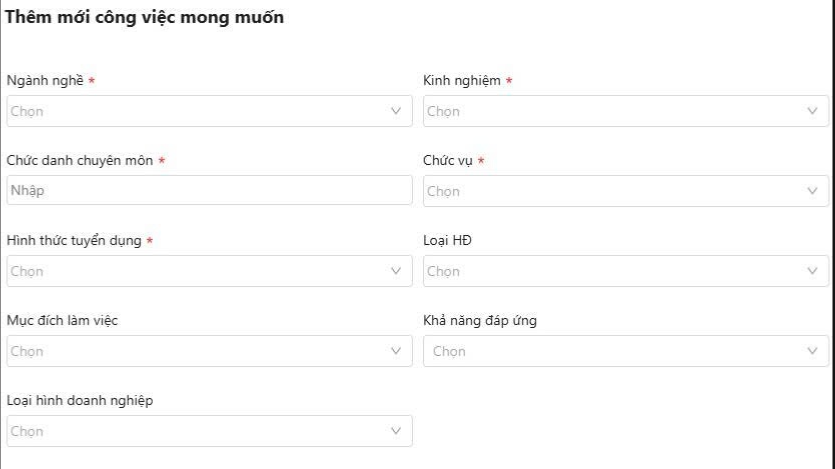 Thêm mới công việc mong muốn
Ngành nghề *
Kinh nghiệm *
Chọn
Chọn
Chức danh chuyên môn *
Chức vụ *
Nhập
Chọn
Hình thức tuyển dụng *
Loại HĐ
Chọn
Chọn
Mục đích làm việc
Khả năng đáp ứng
Chọn
Chọn
Loại hình doanh nghiệp
Chọn